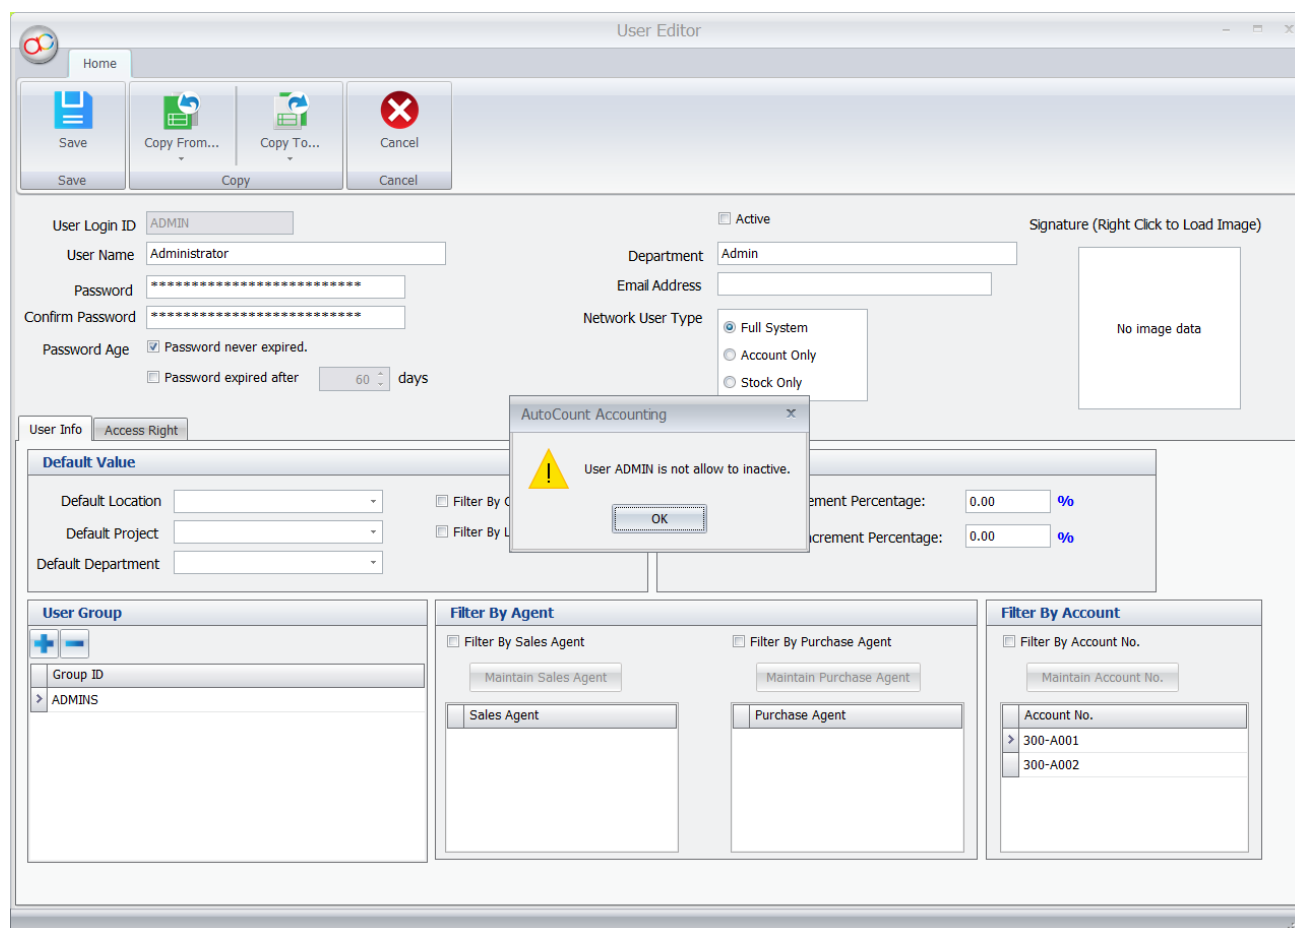 User Editor
Home
Save
Copy From...
Copy To...
Cancel
Save
Copy
Cancel
User Login ID
ADMIN
Active
Signature (Right Click to Load Image)
User Name
Administrator
Department
Admin
Password
**************************
Email Address
Confirm Password
**************************
Network User Type
Full System
No image data
Password Age
Password never expired.
Account Only
Password expired after
60
days
Stock Only
AutoCount Accounting
User ADMIN is not allow to inactive.
OK
User Info
Access Right
Default Value
Default Location
Filter By
ement Percentage:
0.00
%
Default Project
Filter By
crement Percentage:
0.00
%
Default Department
User Group
Group ID
ADMINS
Filter By Agent
Filter By Sales Agent
Filter By Purchase Agent
Maintain Sales Agent
Maintain Purchase Agent
Sales Agent
Purchase Agent
Filter By Account
Filter By Account No.
Maintain Account No.
Account No.
300-A001
300-A002